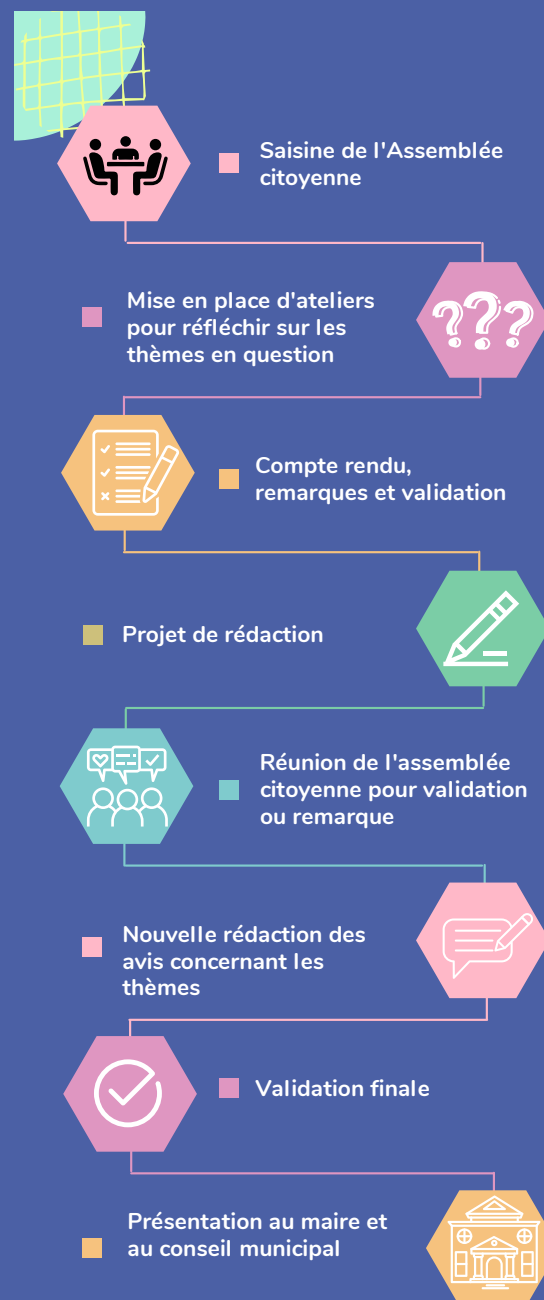 Saisine de l'Assemblée
citoyenne
Mise en place d'ateliers
pour réfléchir sur les
thèmes en question
Compte rendu,
remarques et validation
Projet de rédaction
Réunion de l'assemblée
citoyenne pour validation
ou remarque
Nouvelle rédaction des
avis concernant les
thèmes
Validation finale
Présentation au maire et
au conseil municipal